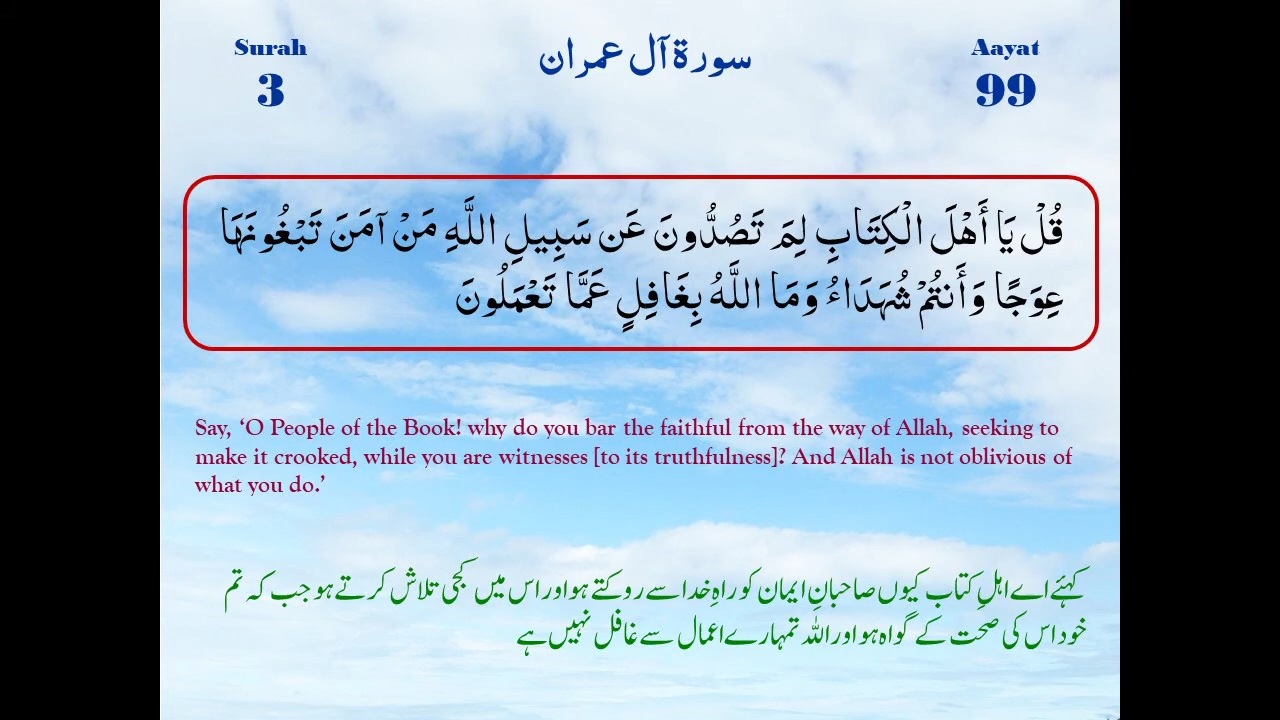 Surah
3
سورة آل عمران
Aayat
99
قُلْ يَا أَهْلَ الْكِتَابِ لِمَ تَصُدُّونَ عَن سَبِيلِ اللَّهِ مَنْ آمَنَ تَبْغُونَهَا
عِوَجًا وَأَنتُمْ شُهَدَاءُ وَمَا اللَّهُ بِغَافِلٍ عَمَّا تَعْمَلُونَ
Say, ‘O People of the Book! why do you bar the faithful from the way of Allah, seeking to
make it crooked, while you are witnesses [to its truthfulness]? And Allah is not oblivious of
what you do.’
کہئے اے اہلِ کتاب کیوں صاحبانِ ایمان کو راہِ خدا سے روکتے ہو اور اس میں کجی تلاش کرتے ہو جب کہ تم
خود اس کی صحت کے گواہ ہو اور اللہ تمہارے اعمال سے غافل نہیں ہے